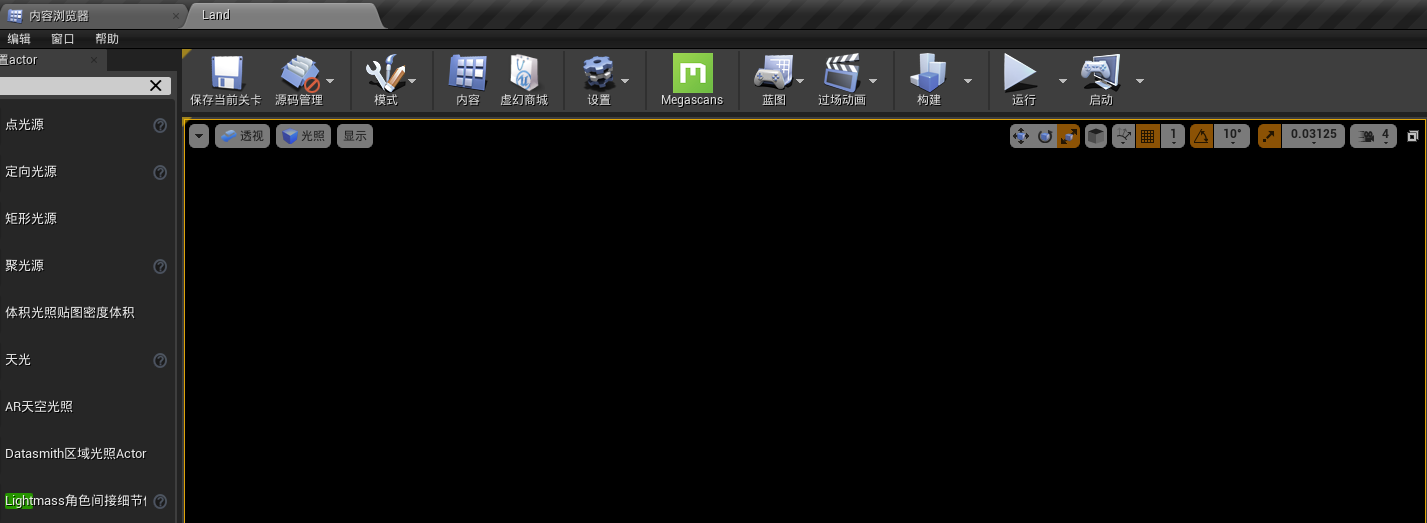 内容浏览器
Land
编辑 窗口 帮助
置actor
保存当前关卡 源码管理 模式 内容 虚幻商城 设置 Megascans 蓝图 过场动画 构建 运行 启动
透视 光照 显示 1 10° 0.03125 4
点光源
定向光源
矩形光源
聚光源
体积光照贴图密度体积
天光
AR天空光照
Datasmith区域光照Actor
Lightmass角色间接细节